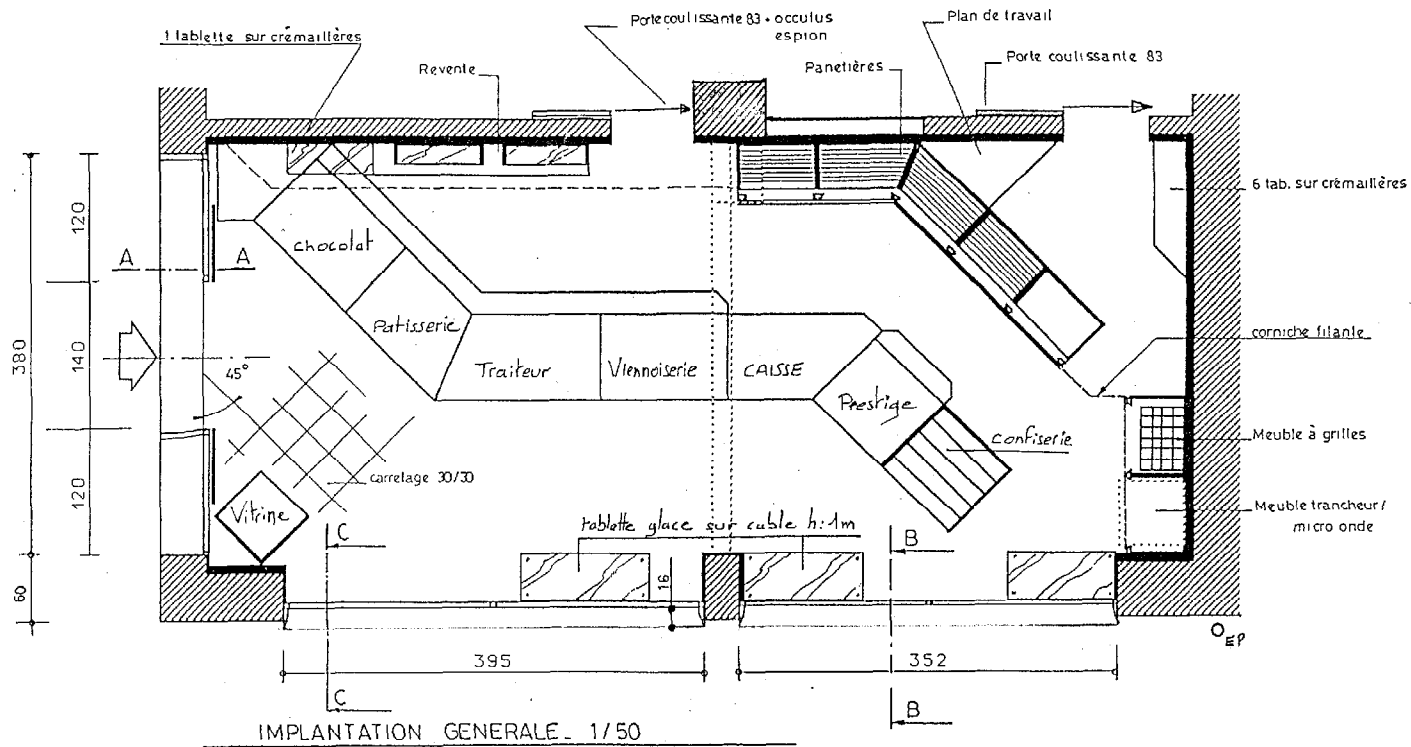 1 tablette sur crémaillères
Revente
Porte coulissante 83 + occulus
espion
Panetières
Plan de travail
Porte coulissante 83
6 tab. sur crémaillères
corniche filante
Meuble à grilles
Meuble trancheur/
micro onde
120
140
120
380
60
A
A
45°
chocolat
Patisserie
Traiteur
Viennoiserie
CAISSE
Prestige
confiserie
carrelage 30/30
Vitrine
tablette glace sur cable h:1m
C
B
16
395
352
C
B
O EP
IMPLANTATION GENERALE_ 1/50